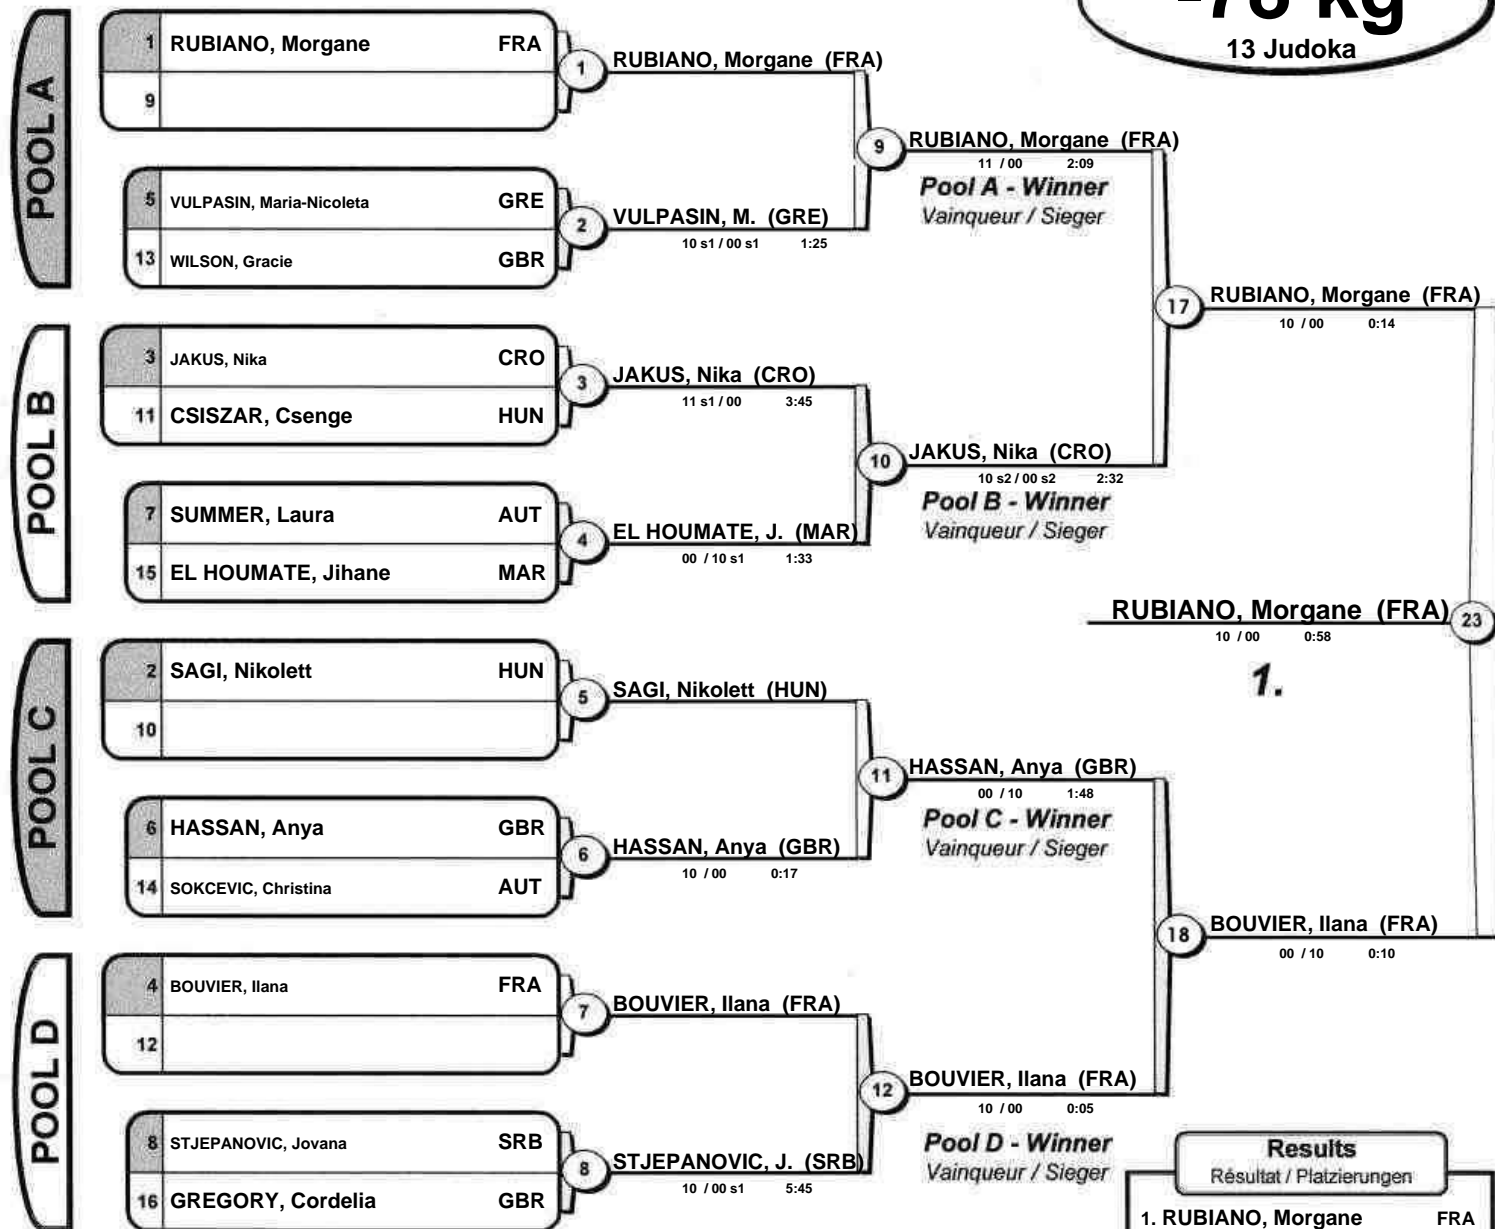 -78 kg
13 Judoka
POOL A
1 RUBIANO, Morgane FRA
9
5 VULPASIN, Maria-Nicoleta GRE
13 WILSON, Gracie GBR
POOL B
3 JAKUS, Nika CRO
11 CSISZAR, Csenge HUN
7 SUMMER, Laura AUT
15 EL HOUMATE, Jihane MAR
POOL C
2 SAGI, Nikolett HUN
10
6 HASSAN, Anya GBR
14 SOKCEVIC, Christina AUT
POOL D
4 BOUVIER, Ilana FRA
12
8 STJEPANOVIC, Jovana SRB
16 GREGORY, Cordelia GBR
1 RUBIANO, Morgane (FRA)
2 VULPASIN, M. (GRE)
10 s1 / 00 s1 1:25
3 JAKUS, Nika (CRO)
11 s1 / 00 3:45
4 EL HOUMATE, J. (MAR)
00 / 10 s1 1:33
5 SAGI, Nikolett (HUN)
6 HASSAN, Anya (GBR)
10 / 00 0:17
7 BOUVIER, Ilana (FRA)
8 STJEPANOVIC, J. (SRB)
10 / 00 s1 5:45
9 RUBIANO, Morgane (FRA)
11 / 00 2:09
Pool A - Winner
Vainqueur / Sieger
10 JAKUS, Nika (CRO)
10 s2 / 00 s2 2:32
Pool B - Winner
Vainqueur / Sieger
11 HASSAN, Anya (GBR)
00 / 10 1:48
Pool C - Winner
Vainqueur / Sieger
12 BOUVIER, Ilana (FRA)
10 / 00 0:05
Pool D - Winner
Vainqueur / Sieger
17 RUBIANO, Morgane (FRA)
10 / 00 0:14
18 BOUVIER, Ilana (FRA)
00 / 10 0:10
RUBIANO, Morgane (FRA) 23
10 / 00 0:58
1.
Results
Résultat / Platzierungen
1. RUBIANO, Morgane FRA